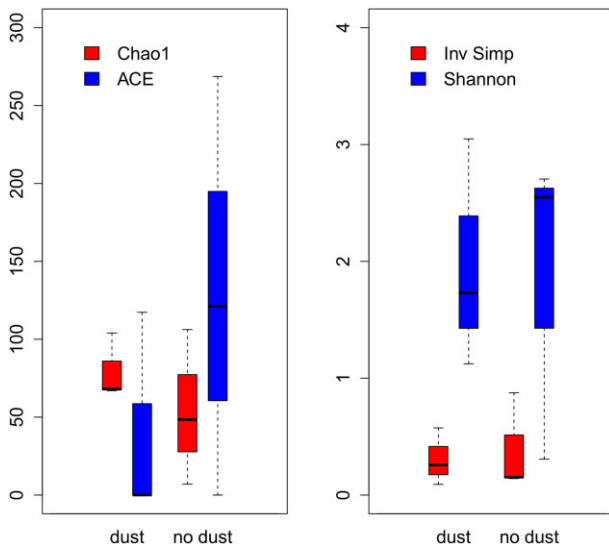 Chao1
ACE
0
50
100
150
200
250
300
dust
no dust
Inv Simp
Shannon
0
1
2
3
4
dust
no dust